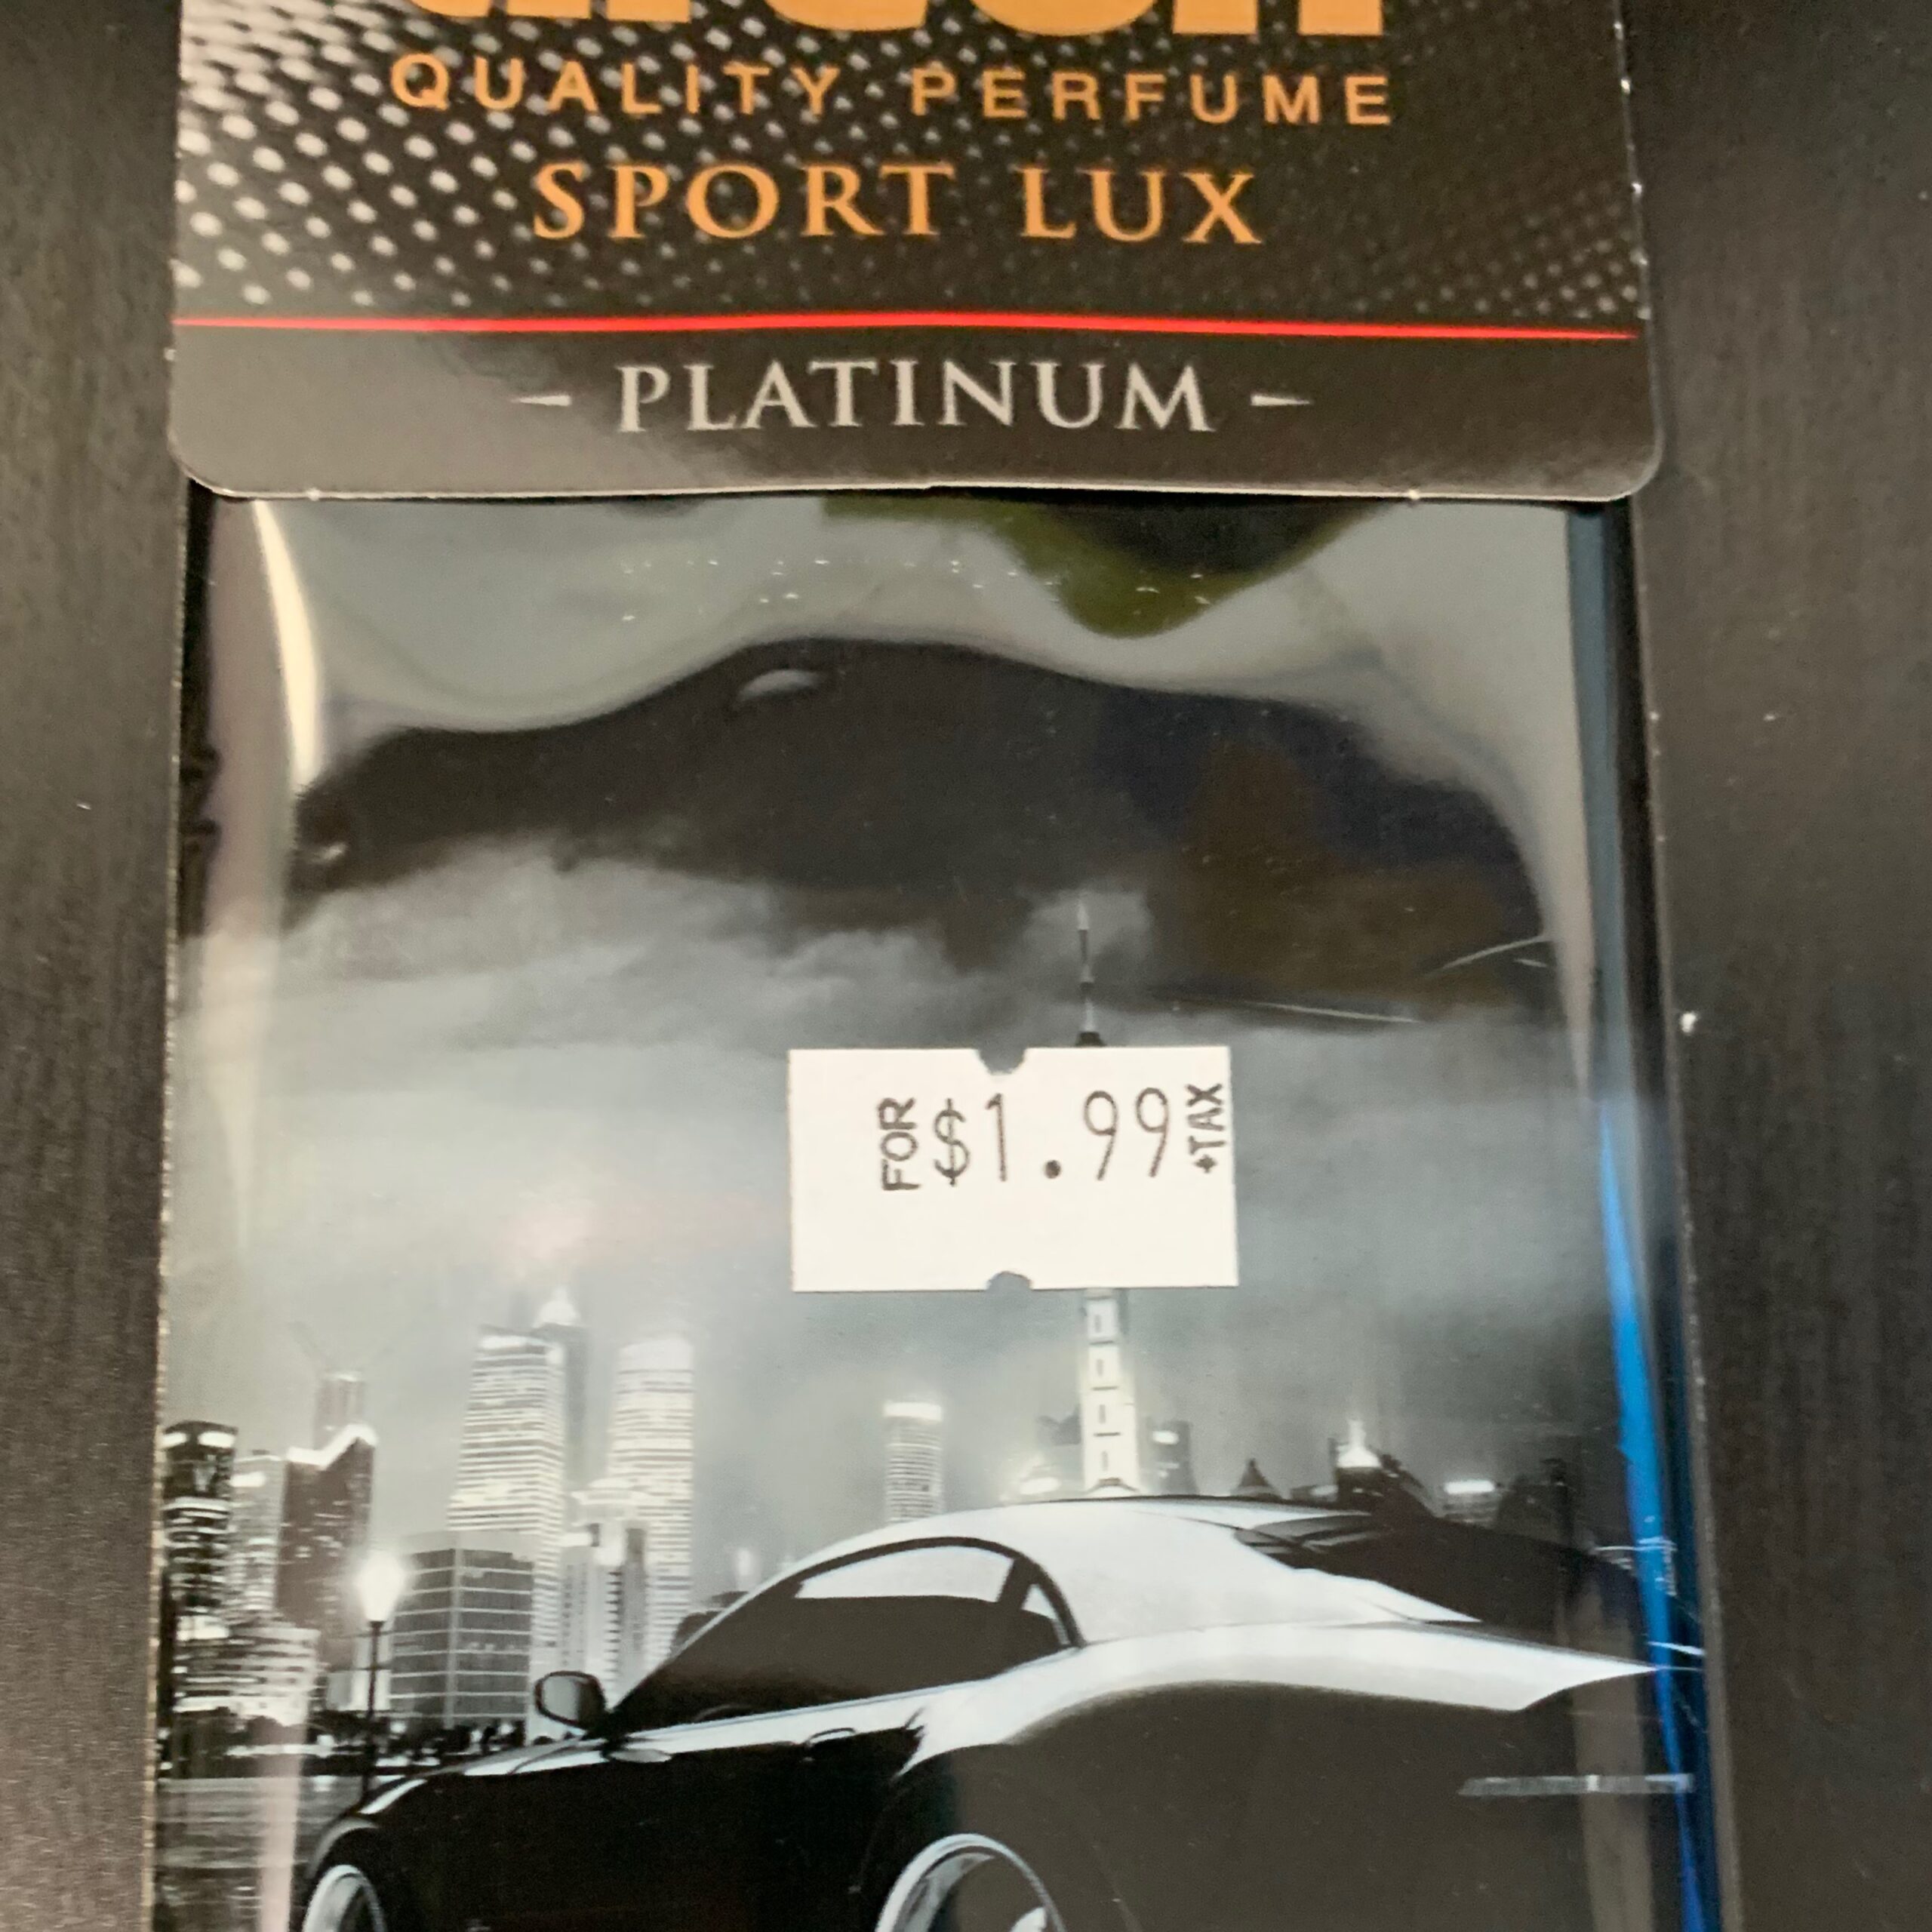 QUALITY PERFUME
SPORT LUX
- PLATINUM -
FOR $1.99 +TAX